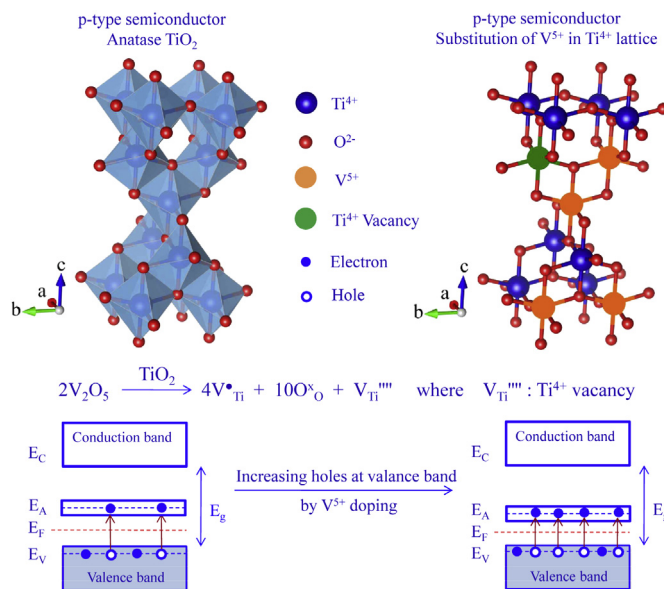 p-type semiconductor
Anatase TiO₂
p-type semiconductor
Substitution of V⁵⁺ in Ti⁴⁺ lattice
Ti⁴⁺
O²⁻
V⁵⁺
Ti⁴⁺ Vacancy
Electron
Hole
c
a
b
c
a
b
2V₂O₅ TiO₂ → 4V•Ti + 10OˣO + VTi'''' where VTi'''' : Ti⁴⁺ vacancy
Conduction band
EC
EA
EF
EV
Eg
Valence band
Increasing holes at valance band
by V⁵⁺ doping
Conduction band
EC
EA
EF
EV
E
Valence band